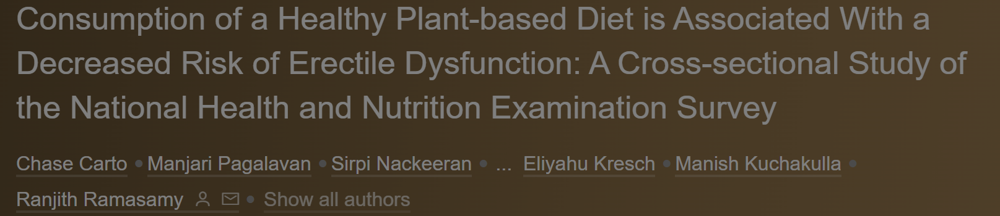 Consumption of a Healthy Plant-based Diet is Associated With a
Decreased Risk of Erectile Dysfunction: A Cross-sectional Study of
the National Health and Nutrition Examination Survey
Chase Carto • Manjari Pagalavan • Sirpi Nackeeran • ... Eliyahu Kresch • Manish Kuchakulla •
Ranjith Ramasamy • Show all authors